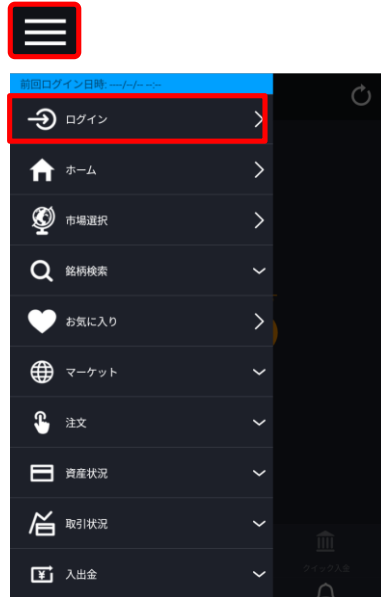 前回ログイン日時: ----/--/-- --:--
ログイン
ホーム
市場選択
銘柄検索
お気に入り
マーケット
注文
資産状況
取引状況
入出金
クイック入金